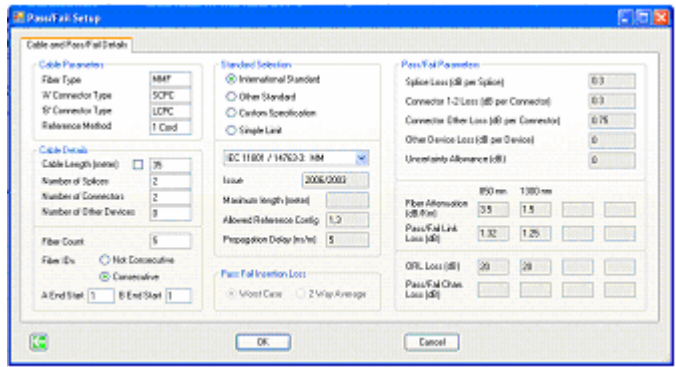 Pass/Fail Setup
Cable and Pass/Fail Details
Cable Parameters
Fiber Type MMF
'A' Connector Type SCPC
'B' Connector Type LCPC
Reference Method 1 Cord
Cable Details
Cable Length (meter) 35
Number of Splices 2
Number of Connectors 2
Number of Other Devices 0
Fiber Count 5
Fiber IDs Not Consecutive
Consecutive
A End Start 1 B End Start 1
Standard Selection
International Standard
Other Standard
Custom Specification
Single Limit
IEC 11801 / 14763-3: MM
Issue 2006/2003
Maximum length (meter)
Allowed Reference Config 1,3
Propagation Delay (ns/m) 5
Pass Fail Insertion Loss
Worst Case 2 Way Average
Pass/Fail Parameters
Splice Loss (dB per Splice) 0.3
Connector 1-2 Loss (dB per Connector) 0.3
Connector Other Loss (dB per Connector) 0.75
Other Device Loss (dB per Device) 0
Uncertainty Allowance (dB) 0
850 nm 1300 nm
Fiber Attenuation (dB/Km) 3.5 1.5
Pass/Fail Link Loss (dB) 1.32 1.25
ORL Loss (dB) 20 20
Pass/Fail Chan. Loss (dB)
OK Cancel